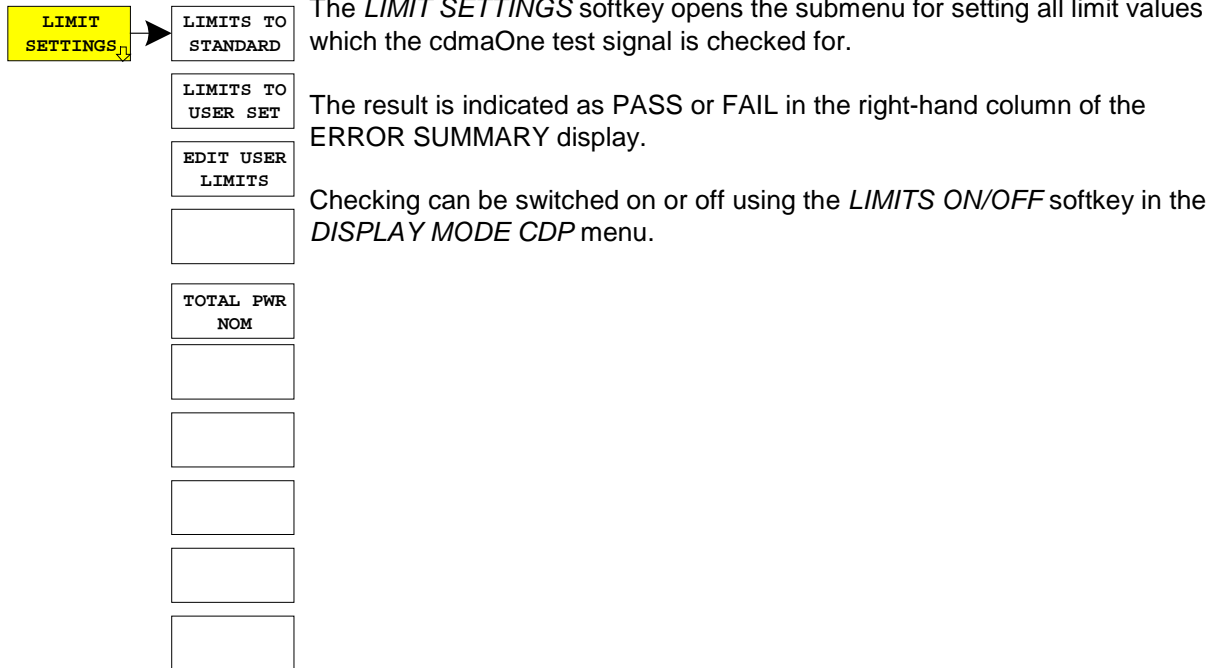 LIMIT
SETTINGS
LIMITS TO
STANDARD
LIMITS TO
USER SET
EDIT USER
LIMITS
TOTAL PWR
NOM
The LIMIT SETTINGS softkey opens the submenu for setting all limit values
which the cdmaOne test signal is checked for.
The result is indicated as PASS or FAIL in the right-hand column of the
ERROR SUMMARY display.
Checking can be switched on or off using the LIMITS ON/OFF softkey in the
DISPLAY MODE CDP menu.